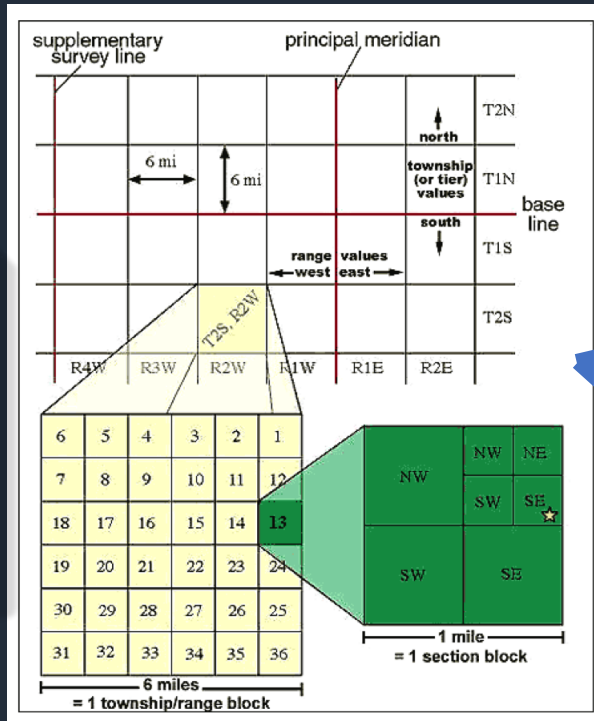 supplementary
survey line
principal meridian
T2N
north
6 mi
6 mi
township
(or tier)
values
T1N
base
line
south
range values
west east
T1S
T2S, R2W
T2S
R4W R3W R2W R1W R1E R2E
6 5 4 3 2 1
7 8 9 10 11 12
18 17 16 15 14 13
19 20 21 22 23 24
30 29 28 27 26 25
31 32 33 34 35 36
6 miles
= 1 township/range block
NW
NW NE
SW SE
SW SE
1 mile
= 1 section block